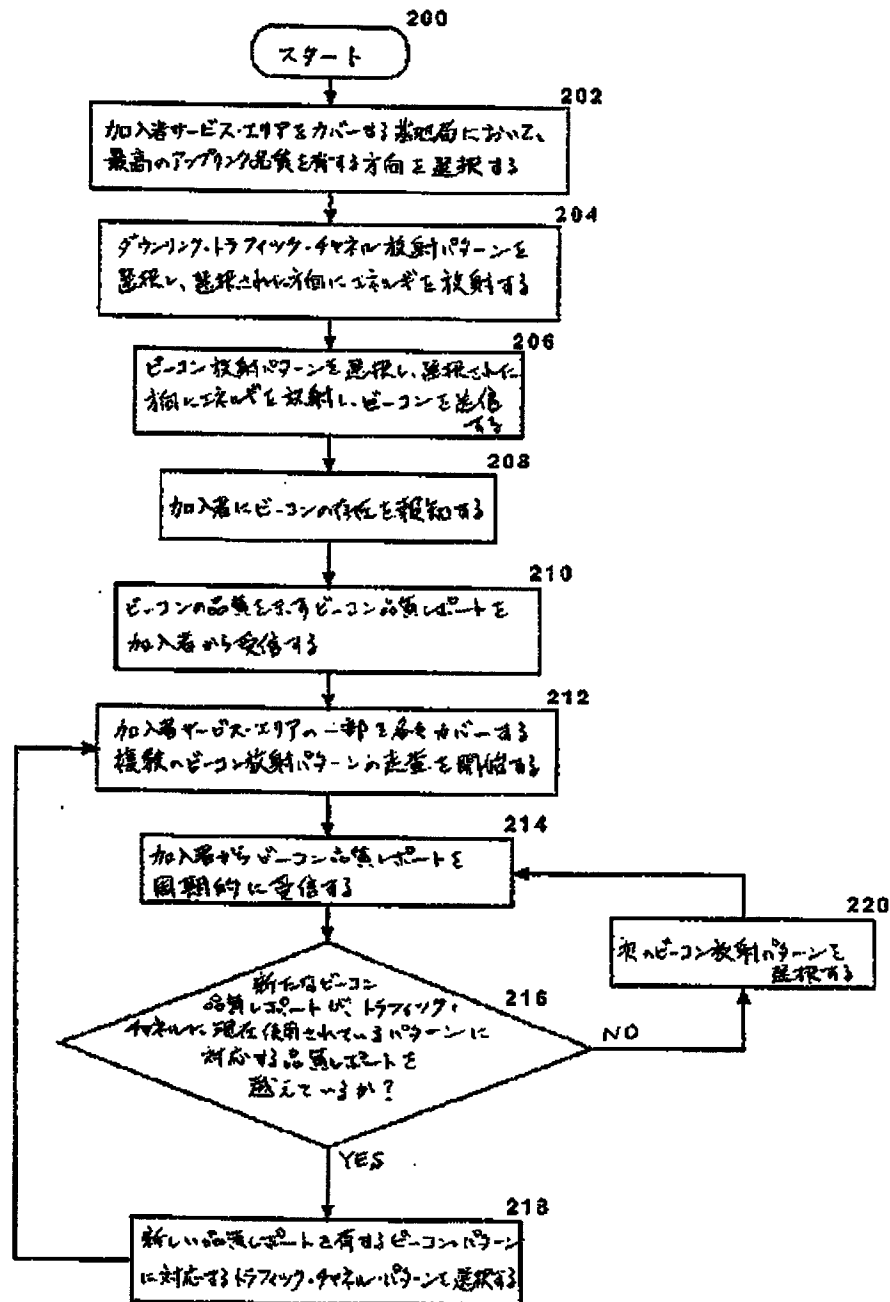 200
スタート
202
加入者サービス・エリアをカバーする基地局において、
最高のアップリンク品質を有する方向を選択する
204
ダウンリンク・トラフィック・チャネル放射パターンを
選択し、選択された方向にエネルギを放射する
206
ビーコン放射パターンを選択し、選択された
方向にエネルギを放射し、ビーコンを送信
する
208
加入者にビーコンの存在を報知する
210
ビーコンの品質を示すビーコン品質レポートを
加入者から受信する
212
加入者サービス・エリアの一部を各々カバーする
複数のビーコン放射パターンの走査を開始する
214
加入者からビーコン品質レポートを
周期的に受信する
220
次のビーコン放射パターンを
選択する
216
新たなビーコン
品質レポートが、トラフィック・
チャネルに現在使用されているパターンに
対応する品質レポートを
越えているか?
NO
YES
218
新しい品質レポートを有するビーコン・パターン
に対応するトラフィック・チャネル・パターンを選択する